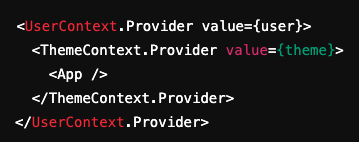 <UserContext.Provider value={user}>
  <ThemeContext.Provider value={theme}>
    <App />
  </ThemeContext.Provider>
</UserContext.Provider>